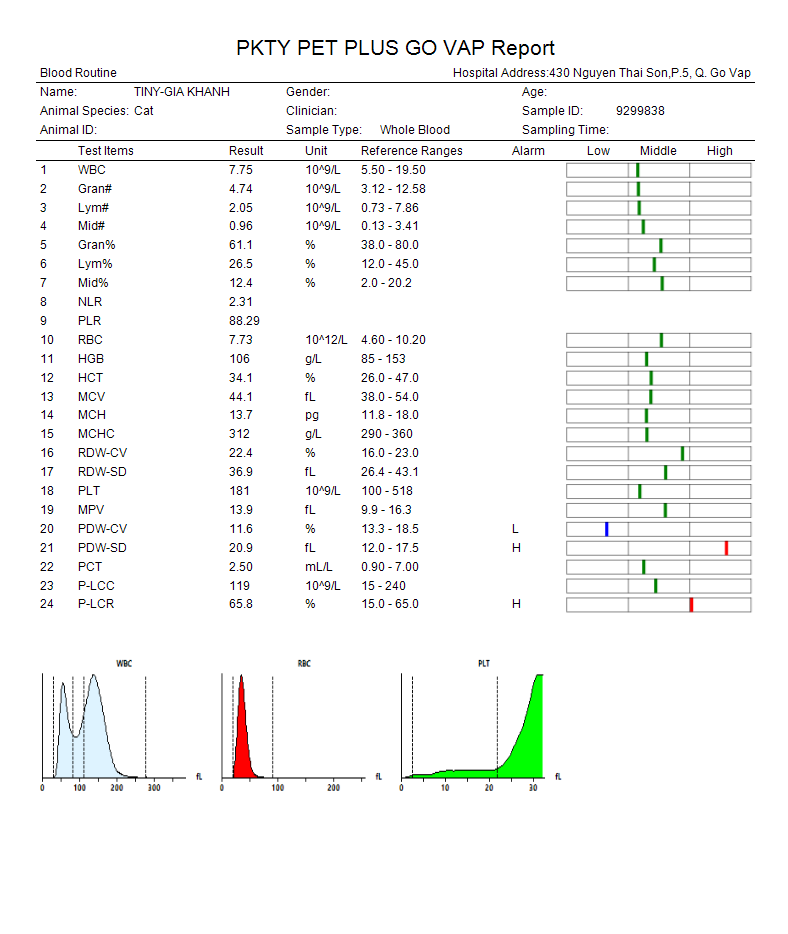 PKTY PET PLUS GO VAP Report
Blood Routine Hospital Address:430 Nguyen Thai Son,P.5, Q. Go Vap
Name: TINY-GIA KHANH Gender: Age:
Animal Species: Cat Clinician: Sample ID: 9299838
Animal ID: Sample Type: Whole Blood Sampling Time:
Test Items Result Unit Reference Ranges Alarm Low Middle High
1 WBC 7.75 10^9/L 5.50 - 19.50
2 Gran# 4.74 10^9/L 3.12 - 12.58
3 Lym# 2.05 10^9/L 0.73 - 7.86
4 Mid# 0.96 10^9/L 0.13 - 3.41
5 Gran% 61.1 % 38.0 - 80.0
6 Lym% 26.5 % 12.0 - 45.0
7 Mid% 12.4 % 2.0 - 20.2
8 NLR 2.31
9 PLR 88.29
10 RBC 7.73 10^12/L 4.60 - 10.20
11 HGB 106 g/L 85 - 153
12 HCT 34.1 % 26.0 - 47.0
13 MCV 44.1 fL 38.0 - 54.0
14 MCH 13.7 pg 11.8 - 18.0
15 MCHC 312 g/L 290 - 360
16 RDW-CV 22.4 % 16.0 - 23.0
17 RDW-SD 36.9 fL 26.4 - 43.1
18 PLT 181 10^9/L 100 - 518
19 MPV 13.9 fL 9.9 - 16.3
20 PDW-CV 11.6 % 13.3 - 18.5 L
21 PDW-SD 20.9 fL 12.0 - 17.5 H
22 PCT 2.50 mL/L 0.90 - 7.00
23 P-LCC 119 10^9/L 15 - 240
24 P-LCR 65.8 % 15.0 - 65.0 H
WBC RBC PLT
fL fL fL
0 100 200 300 0 100 200 0 10 20 30